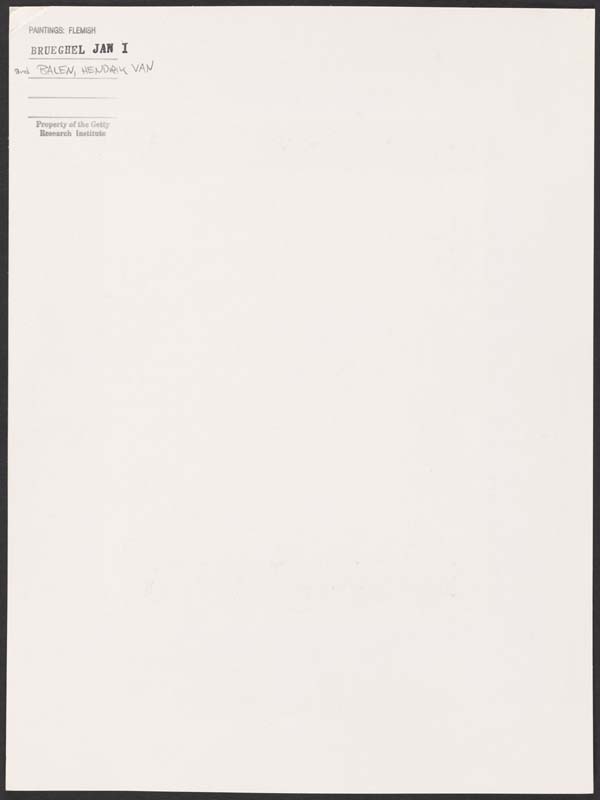 PAINTINGS: FLEMISH
BRUEGHEL JAN I
and BALEN, HENDRIK VAN
Property of the Getty
Research Institute